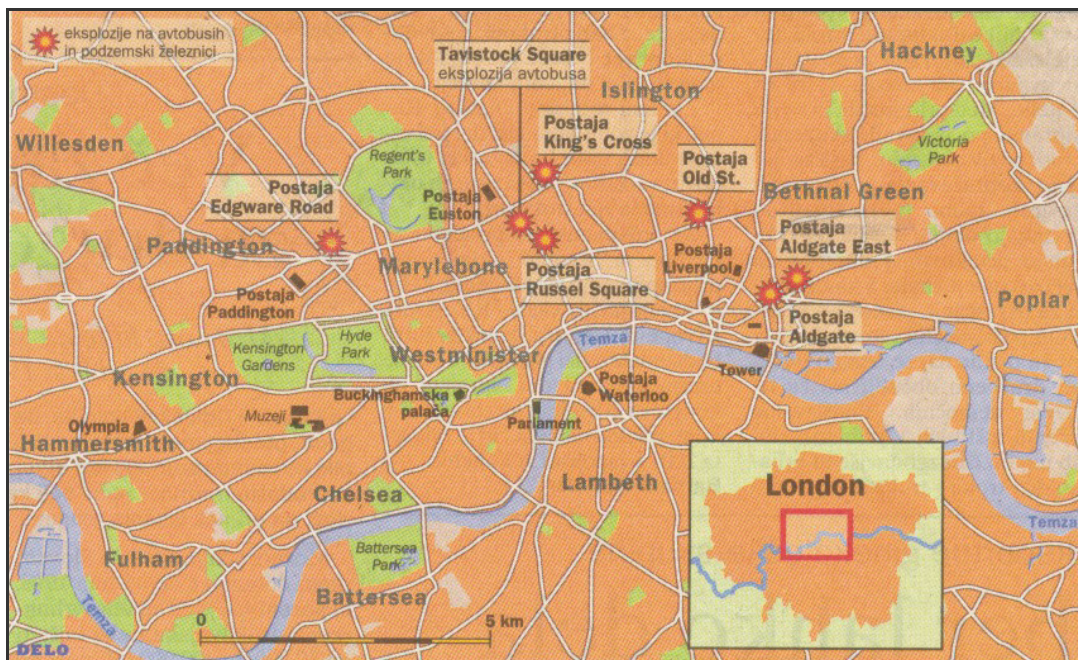 eksplozije na avtobusih
in podzemski železnici
Tavistock Square
eksplozija avtobusa
Hackney
Islington
Willesden
Postaja
King's Cross
Victoria
Park
Regent's
Park
Postaja
Old St.
Postaja
Edgware Road
Postaja
Euston
Bethnal Green
Paddington
Postaja
Aldgate East
Marylebone
Postaja
Liverpool
Postaja
Russel Square
Postaja
Paddington
Poplar
Postaja
Aldgate
Hyde
Park
Kensington
Gardens
Temza
Westminister
Kensington
Tower
Postaja
Waterloo
Buckinghamska
palača
Muzeji
Parlament
Olympia
Hammersmith
Lambeth
London
Chelsea
Temza
Fulham
Battersea
Park
Battersea
Temza
0
5 km
DELO